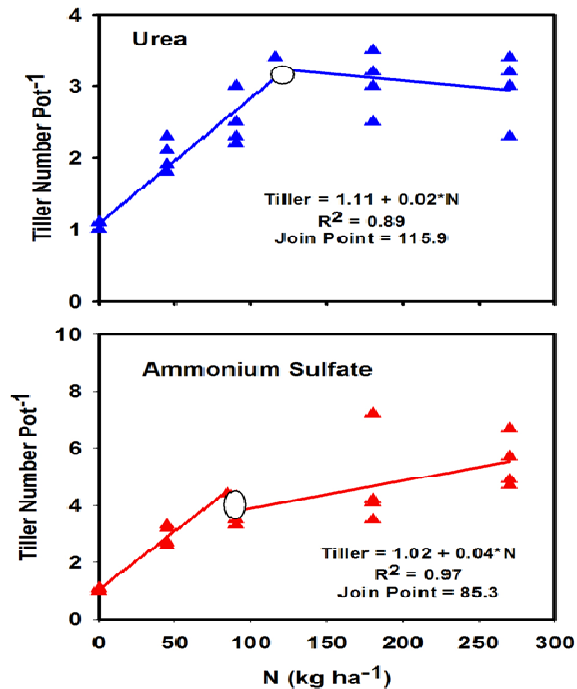 Urea
Tiller Number Pot-1
4
3
2
1
0
Tiller = 1.11 + 0.02*N
R2 = 0.89
Join Point = 115.9
Ammonium Sulfate
Tiller Number Pot-1
10
8
6
4
2
0
Tiller = 1.02 + 0.04*N
R2 = 0.97
Join Point = 85.3
0 50 100 150 200 250 300
N (kg ha-1)